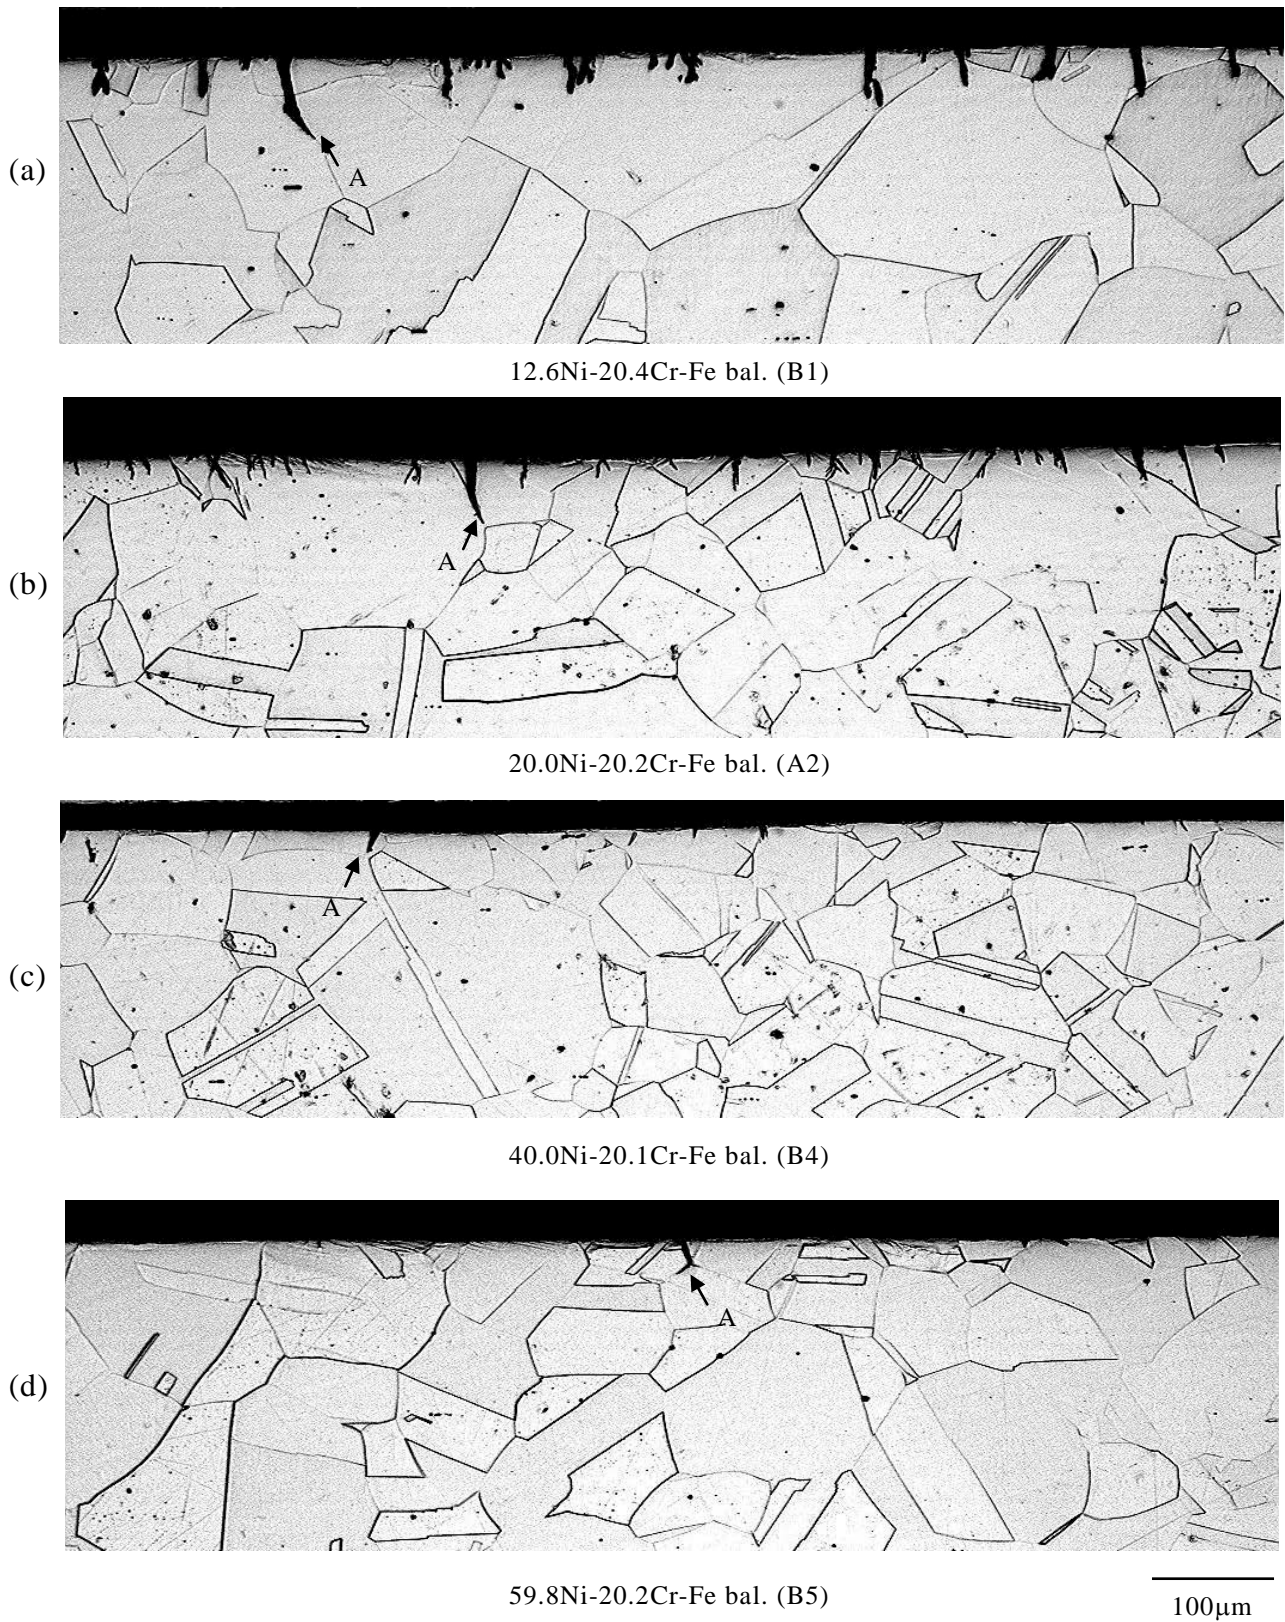 (a)
A
12.6Ni-20.4Cr-Fe bal. (B1)
(b)
A
20.0Ni-20.2Cr-Fe bal. (A2)
(c)
A
40.0Ni-20.1Cr-Fe bal. (B4)
(d)
A
59.8Ni-20.2Cr-Fe bal. (B5)
100μm